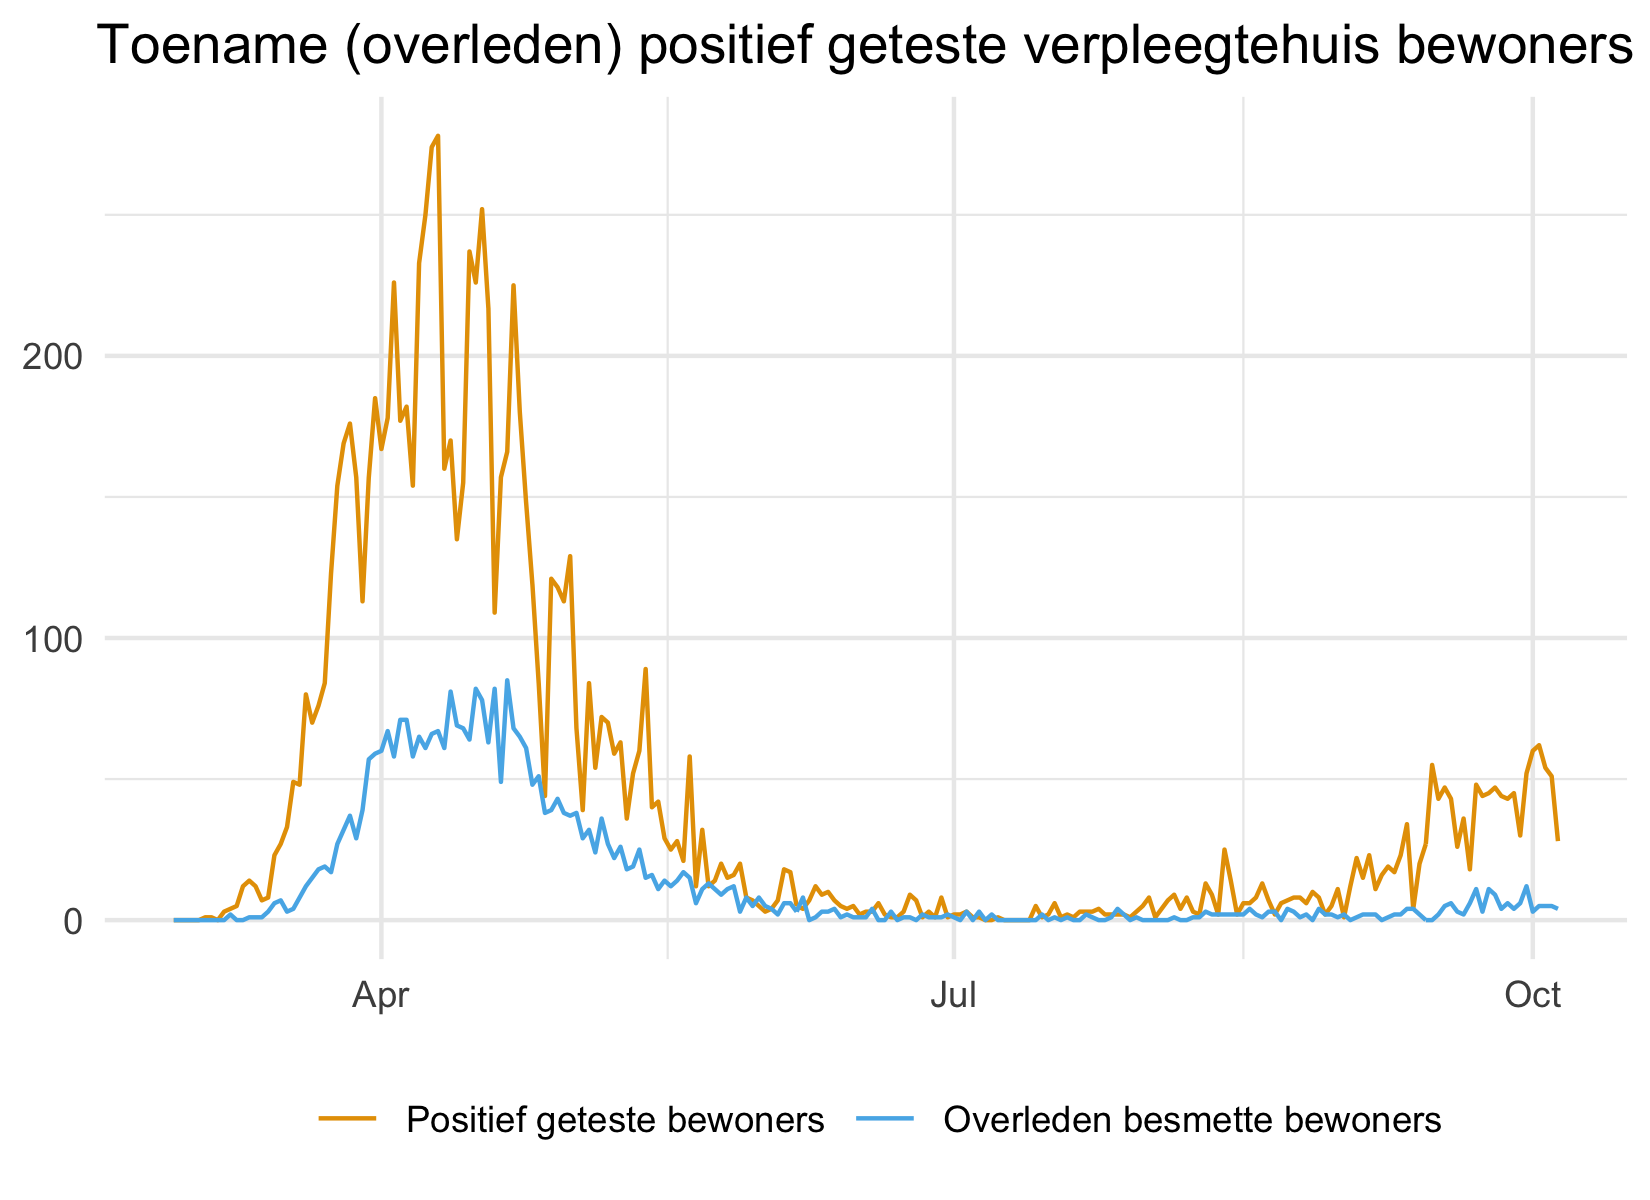 Toename (overleden) positief geteste verpleegtehuis bewoners
200
100
0
Apr Jul Oct
Positief geteste bewoners Overleden besmette bewoners